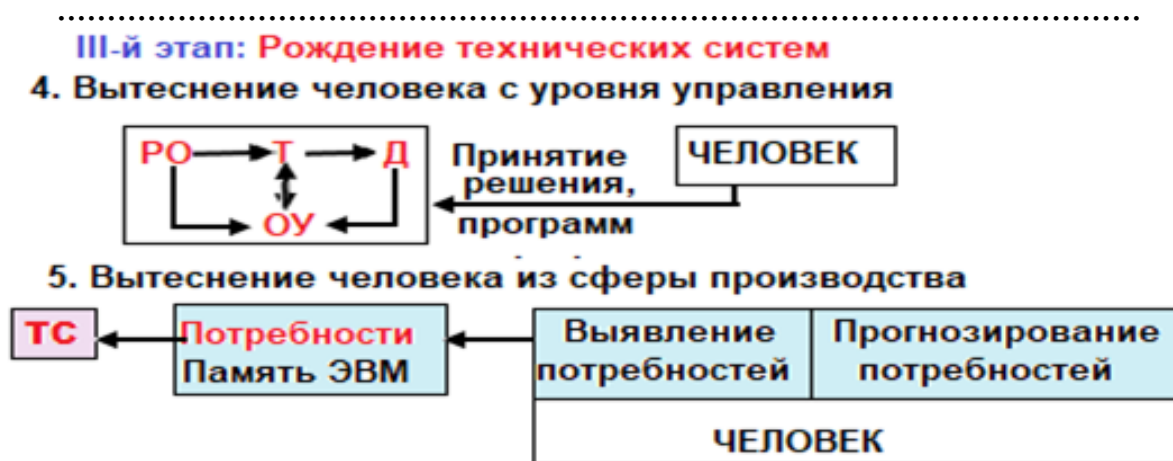 III-й этап: Рождение технических систем
4. Вытеснение человека с уровня управления
РО Т Д
ОУ
Принятие
решения,
программ
ЧЕЛОВЕК
5. Вытеснение человека из сферы производства
ТС
Потребности
Память ЭВМ
Выявление
потребностей
Прогнозирование
потребностей
ЧЕЛОВЕК